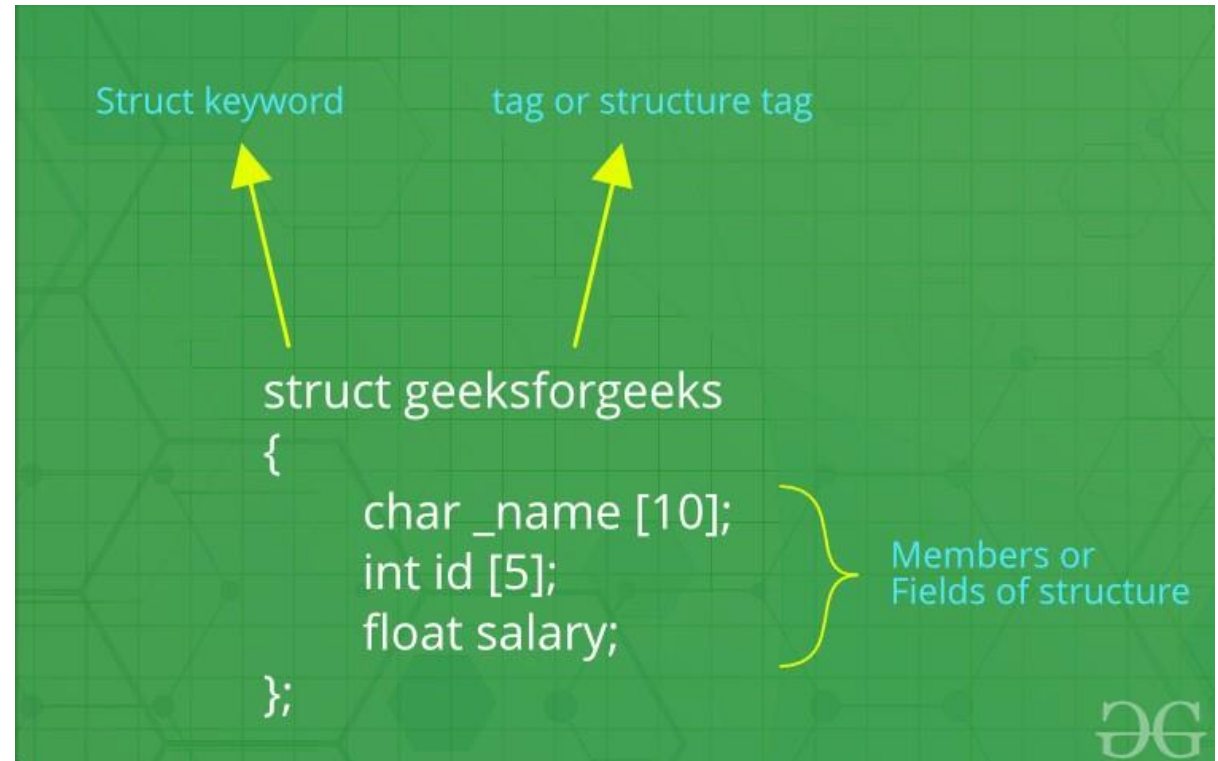 Struct keyword
tag or structure tag
struct geeksforgeeks
{
char _name [10];
int id [5];
float salary;
};
Members or
Fields of structure
GG